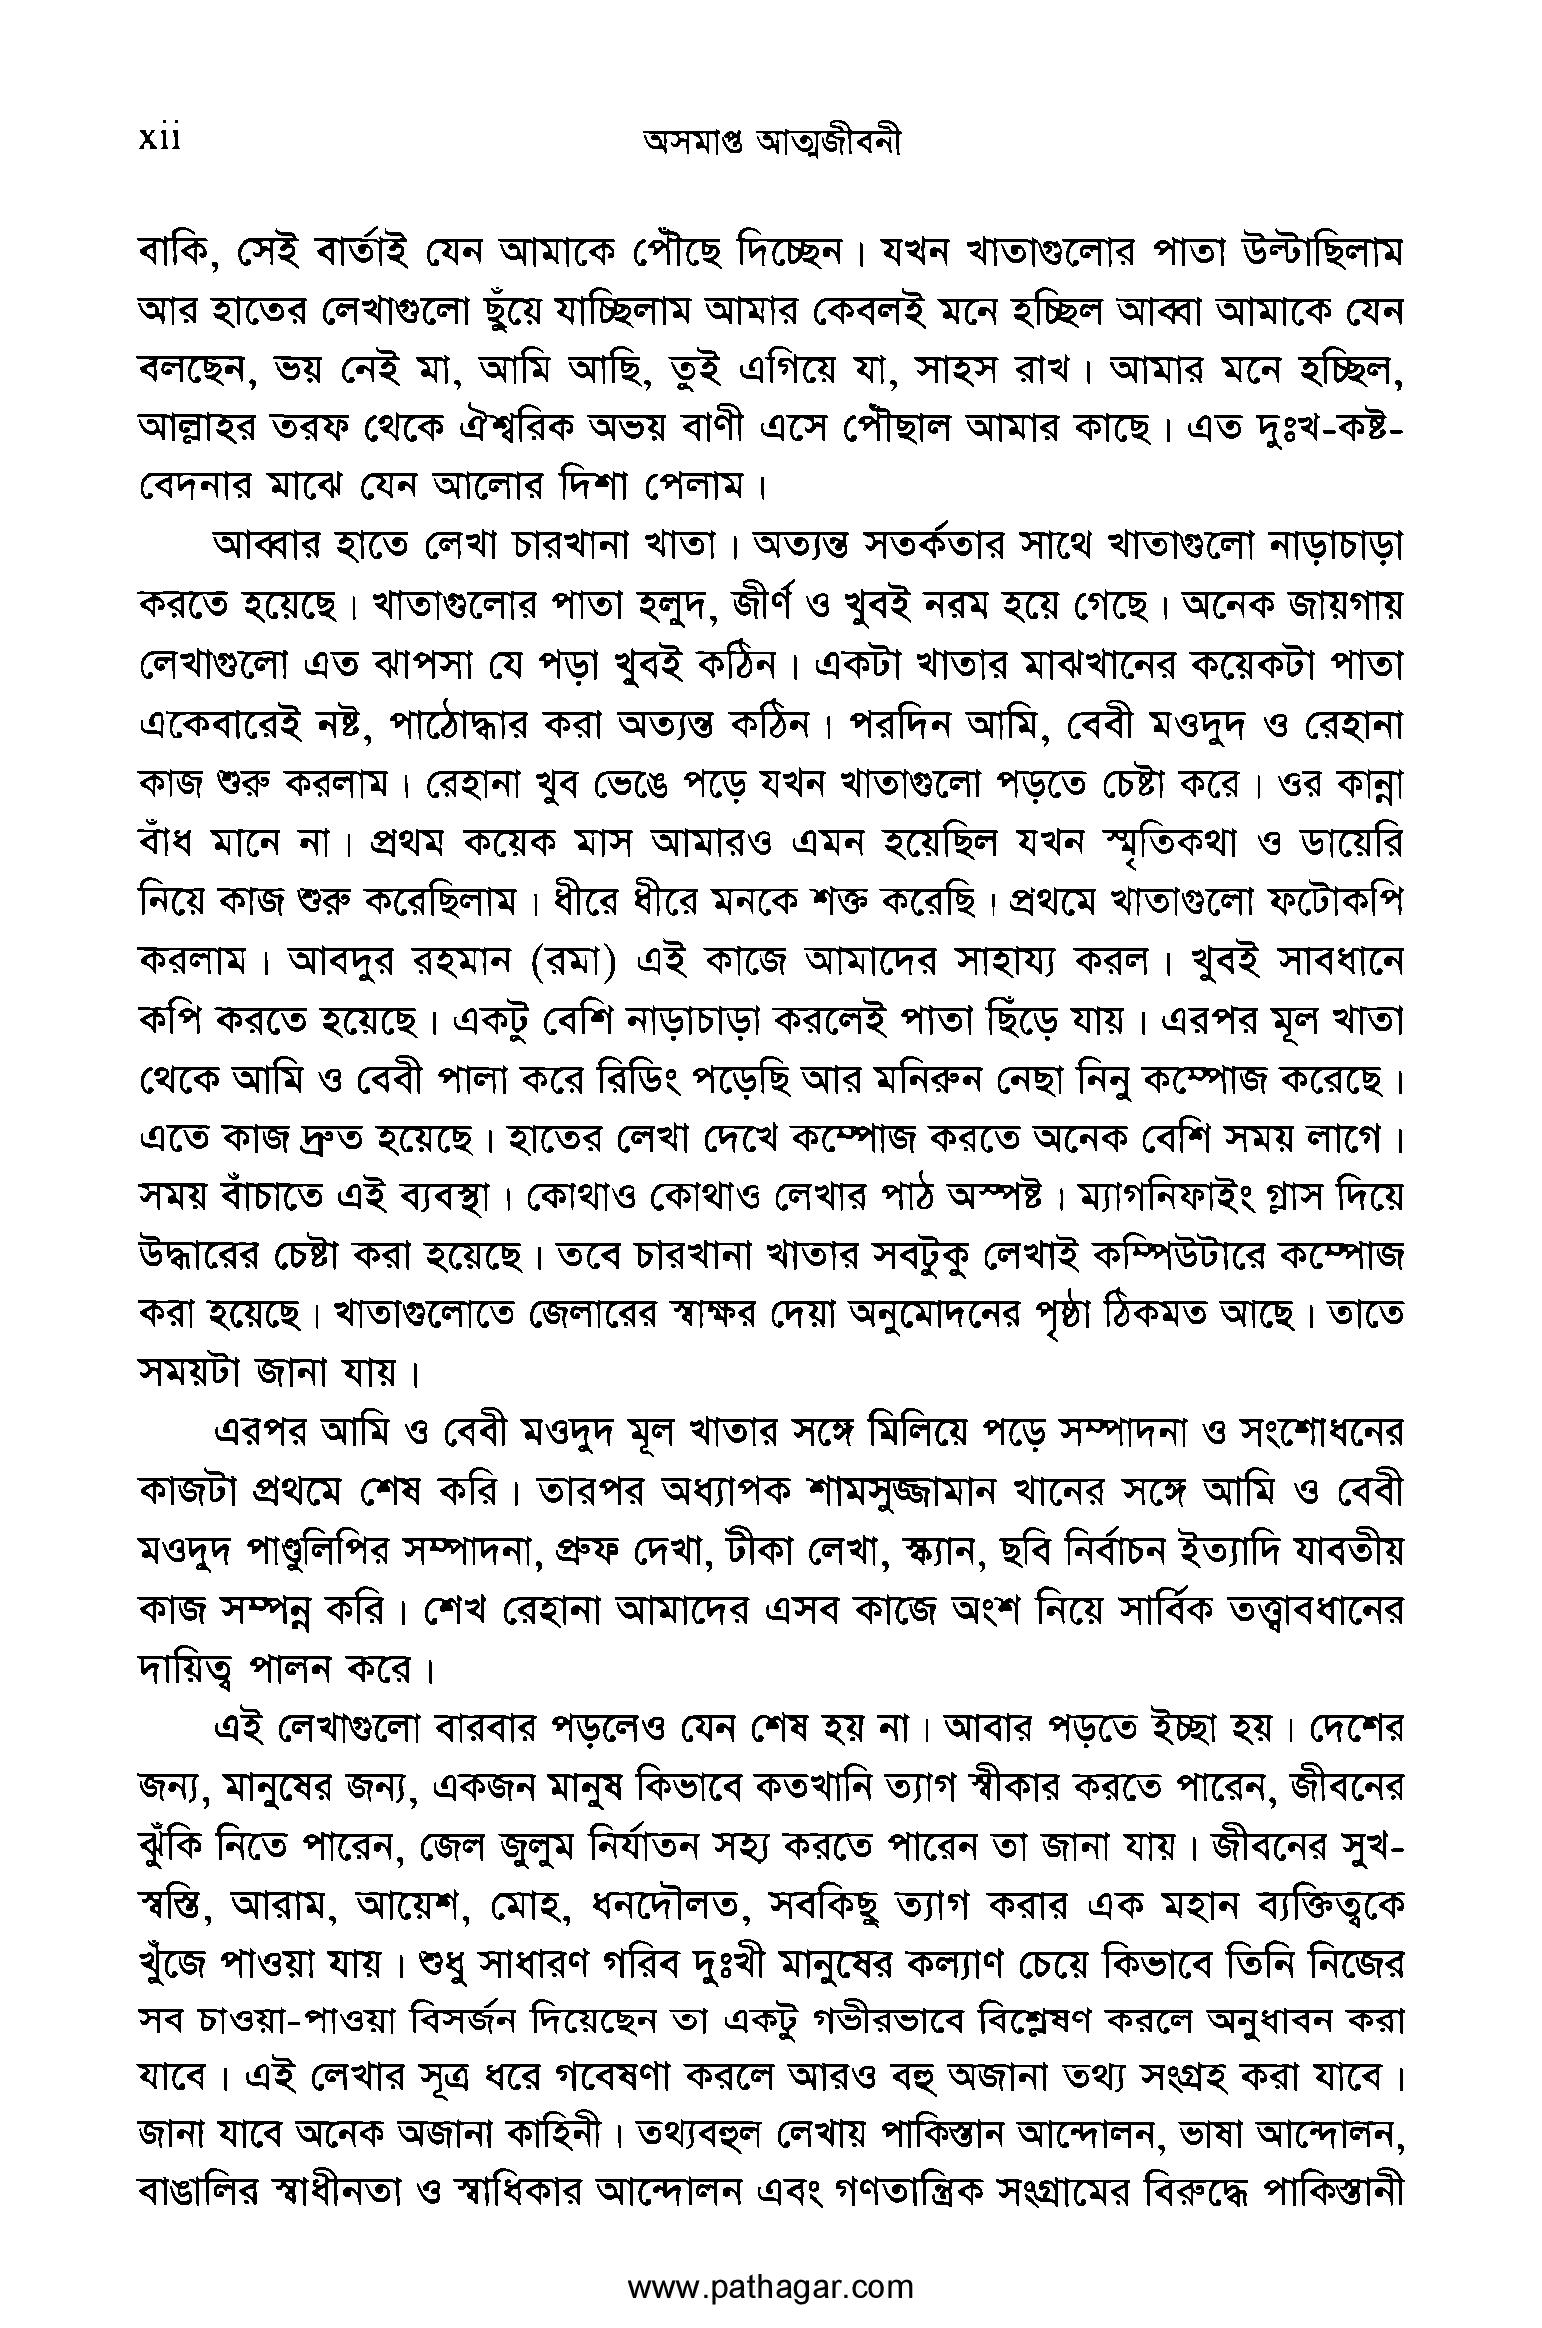 xii
অসমাপ্ত আত্মজীবনী
বাকি, সেই বার্তাই যেন আমাকে পৌঁছে দিচ্ছেন। যখন খাতাগুলোর পাতা উল্টাছিলাম
আর হাতের লেখাগুলো ছুঁয়ে যাচ্ছিলাম আমার কেবলই মনে হচ্ছিল আব্বা আমাকে যেন
বলছেন, ভয় নেই মা, আমি আছি, তুই এগিয়ে যা, সাহস রাখ। আমার মনে হচ্ছিল,
আল্লাহর তরফ থেকে ঐশ্বরিক অভয় বাণী এসে পৌঁছাল আমার কাছে। এত দুঃখ-কষ্ট-
বেদনার মাঝে যেন আলোর দিশা পেলাম।
আব্বার হাতে লেখা চারখানা খাতা। অত্যন্ত সতর্কতার সাথে খাতাগুলো নাড়াচাড়া
করতে হয়েছে। খাতাগুলোর পাতা হলুদ, জীর্ণ ও খুবই নরম হয়ে গেছে। অনেক জায়গায়
লেখাগুলো এত ঝাপসা যে পড়া খুবই কঠিন। একটা খাতার মাঝখানের কয়েকটা পাতা
একেবারেই নষ্ট, পাঠোদ্ধার করা অত্যন্ত কঠিন। পরদিন আমি, বেবী মওদুদ ও রেহানা
কাজ শুরু করলাম। রেহানা খুব ভেঙে পড়ে যখন খাতাগুলো পড়তে চেষ্টা করে। ওর কান্না
বাঁধ মানে না। প্রথম কয়েক মাস আমারও এমন হয়েছিল যখন স্মৃতিকথা ও ডায়েরি
নিয়ে কাজ শুরু করেছিলাম। ধীরে ধীরে মনকে শক্ত করেছি। প্রথমে খাতাগুলো ফটোকপি
করলাম। আবদুর রহমান (রমা) এই কাজে আমাদের সাহায্য করল। খুবই সাবধানে
কপি করতে হয়েছে। একটু বেশি নাড়াচাড়া করলেই পাতা ছিঁড়ে যায়। এরপর মূল খাতা
থেকে আমি ও বেবী পালা করে রিডিং পড়েছি আর মনিরুন নেছা নিনু কম্পোজ করেছে।
এতে কাজ দ্রুত হয়েছে। হাতের লেখা দেখে কম্পোজ করতে অনেক বেশি সময় লাগে।
সময় বাঁচাতে এই ব্যবস্থা। কোথাও কোথাও লেখার পাঠ অস্পষ্ট। ম্যাগনিফাইং গ্লাস দিয়ে
উদ্ধারের চেষ্টা করা হয়েছে। তবে চারখানা খাতার সবটুকু লেখাই কম্পিউটারে কম্পোজ
করা হয়েছে। খাতাগুলোতে জেলারের স্বাক্ষর দেয়া অনুমোদনের পৃষ্ঠা ঠিকমত আছে। তাতে
সময়টা জানা যায়।
এরপর আমি ও বেবী মওদুদ মূল খাতার সঙ্গে মিলিয়ে পড়ে সম্পাদনা ও সংশোধনের
কাজটা প্রথমে শেষ করি। তারপর অধ্যাপক শামসুজ্জামান খানের সঙ্গে আমি ও বেবী
মওদুদ পাণ্ডুলিপির সম্পাদনা, প্রুফ দেখা, টীকা লেখা, স্ক্যান, ছবি নির্বাচন ইত্যাদি যাবতীয়
কাজ সম্পন্ন করি। শেখ রেহানা আমাদের এসব কাজে অংশ নিয়ে সার্বিক তত্ত্বাবধানের
দায়িত্ব পালন করে।
এই লেখাগুলো বারবার পড়লেও যেন শেষ হয় না। আবার পড়তে ইচ্ছা হয়। দেশের
জন্য, মানুষের জন্য, একজন মানুষ কিভাবে কতখানি ত্যাগ স্বীকার করতে পারেন, জীবনের
ঝুঁকি নিতে পারেন, জেল জুলুম নির্যাতন সহ্য করতে পারেন তা জানা যায়। জীবনের সুখ-
স্বস্তি, আরাম, আয়েশ, মোহ, ধনদৌলত, সবকিছু ত্যাগ করার এক মহান ব্যক্তিত্বকে
খুঁজে পাওয়া যায়। শুধু সাধারণ গরিব দুঃখী মানুষের কল্যাণ চেয়ে কিভাবে তিনি নিজের
সব চাওয়া-পাওয়া বিসর্জন দিয়েছেন তা একটু গভীরভাবে বিশ্লেষণ করলে অনুধাবন করা
যাবে। এই লেখার সূত্র ধরে গবেষণা করলে আরও বহু অজানা তথ্য সংগ্রহ করা যাবে।
জানা যাবে অনেক অজানা কাহিনী। তথ্যবহুল লেখায় পাকিস্তান আন্দোলন, ভাষা আন্দোলন,
বাঙালির স্বাধীনতা ও স্বাধিকার আন্দোলন এবং গণতান্ত্রিক সংগ্রামের বিরুদ্ধে পাকিস্তানী
www.pathagar.com